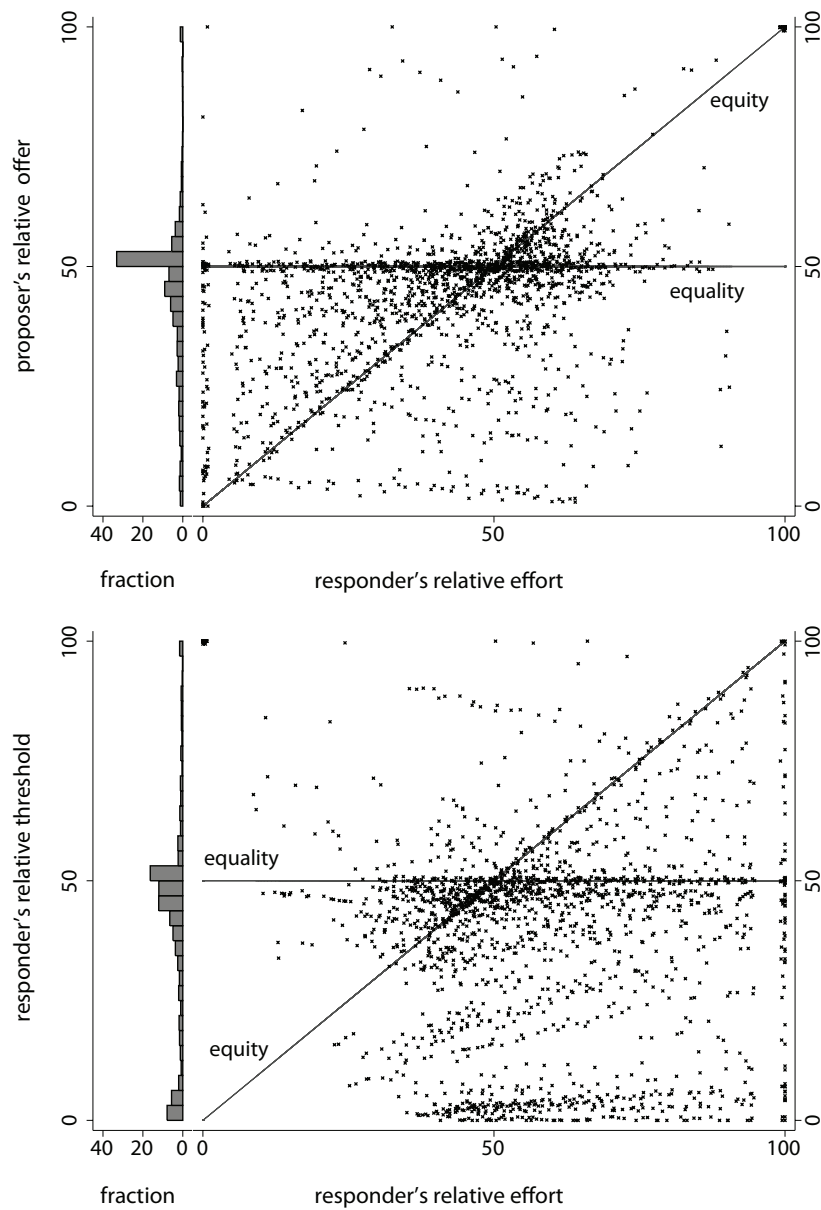 100
100
equity
proposer's relative offer
50
50
equality
0
0
40 20 0 0 50 100
fraction responder's relative effort
100
100
responder's relative threshold
equality
50
50
equity
0
0
40 20 0 0 50 100
fraction responder's relative effort